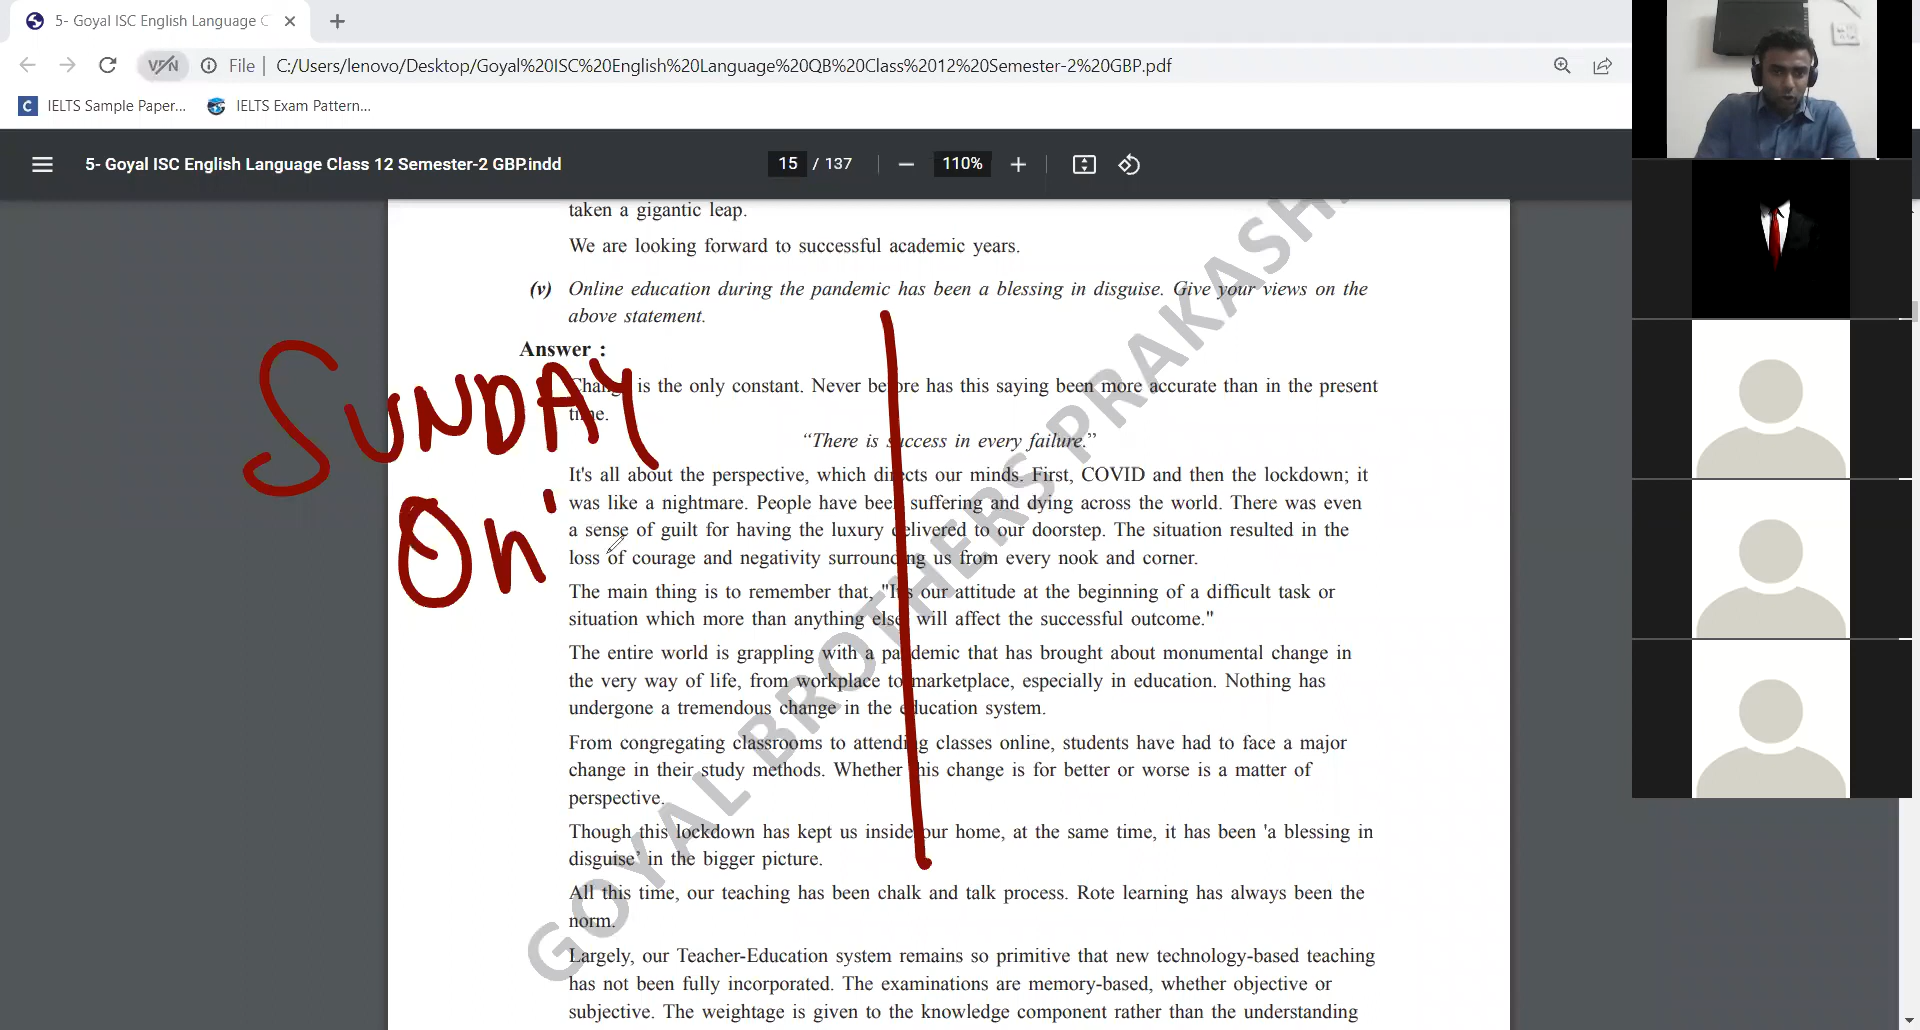 5- Goyal ISC English Language C
File | C:/Users/lenovo/Desktop/Goyal%20ISC%20English%20Language%20QB%20Class%2012%20Semester-2%20GBP.pdf
IELTS Sample Paper... IELTS Exam Pattern...
5- Goyal ISC English Language Class 12 Semester-2 GBP.indd 15 / 137 110%
taken a gigantic leap.
We are looking forward to successful academic years.
(v) Online education during the pandemic has been a blessing in disguise. Give your views on the
above statement.
Answer :
Change is the only constant. Never before has this saying been more accurate than in the present
time.
“There is success in every failure.”
It's all about the perspective, which directs our minds. First, COVID and then the lockdown; it
was like a nightmare. People have been suffering and dying across the world. There was even
a sense of guilt for having the luxury delivered to our doorstep. The situation resulted in the
loss of courage and negativity surrounding us from every nook and corner.
The main thing is to remember that, "It's our attitude at the beginning of a difficult task or
situation which more than anything else, will affect the successful outcome."
The entire world is grappling with a pandemic that has brought about monumental change in
the very way of life, from workplace to marketplace, especially in education. Nothing has
undergone a tremendous change in the education system.
From congregating classrooms to attending classes online, students have had to face a major
change in their study methods. Whether this change is for better or worse is a matter of
perspective.
Though this lockdown has kept us inside our home, at the same time, it has been 'a blessing in
disguise’ in the bigger picture.
All this time, our teaching has been chalk and talk process. Rote learning has always been the
norm.
Largely, our Teacher-Education system remains so primitive that new technology-based teaching
has not been fully incorporated. The examinations are memory-based, whether objective or
subjective. The weightage is given to the knowledge component rather than the understanding
GOYAL BROTHERS PRAKASH
SUNDAY